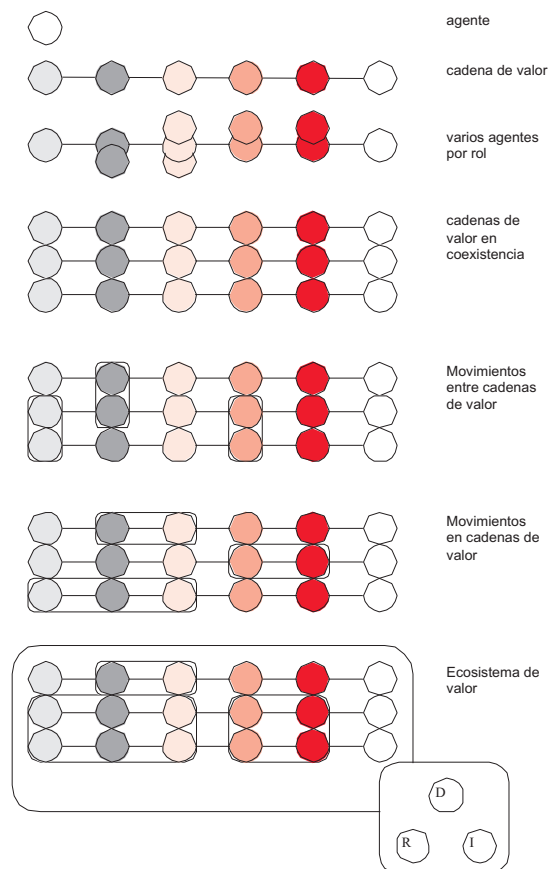 agente
cadena de valor
varios agentes
por rol
cadenas de
valor en
coexistencia
Movimientos
entre cadenas
de valor
Movimientos
en cadenas de
valor
Ecosistema de
valor
D
R
I